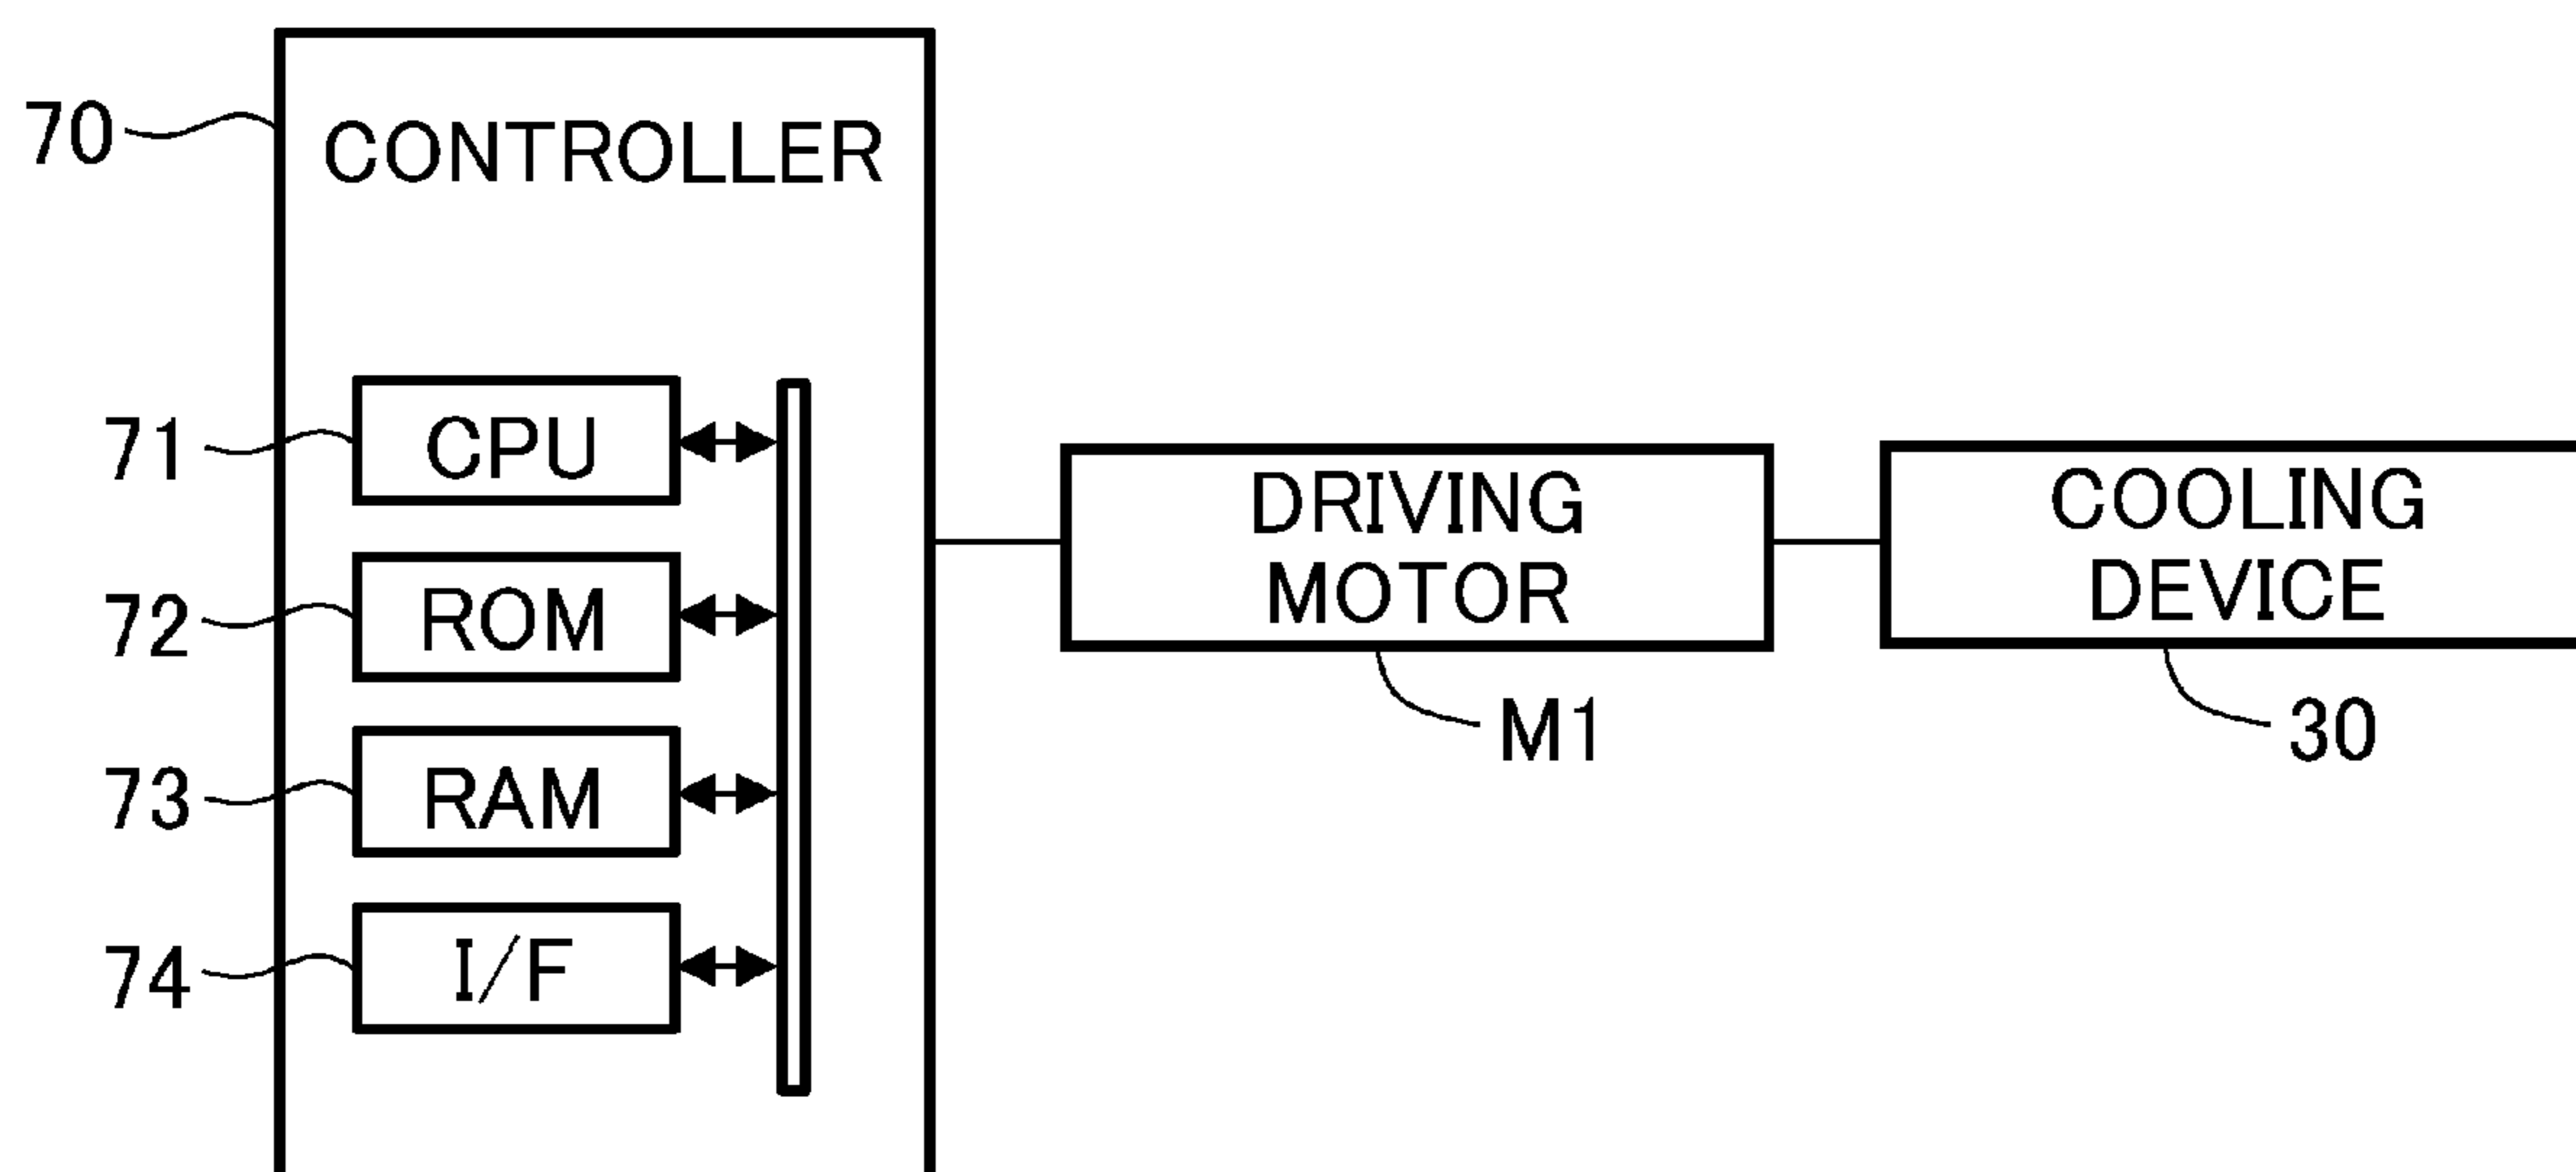 70
CONTROLLER
71
CPU
72
ROM
73
RAM
74
I/F
DRIVING
MOTOR
M1
COOLING
DEVICE
30